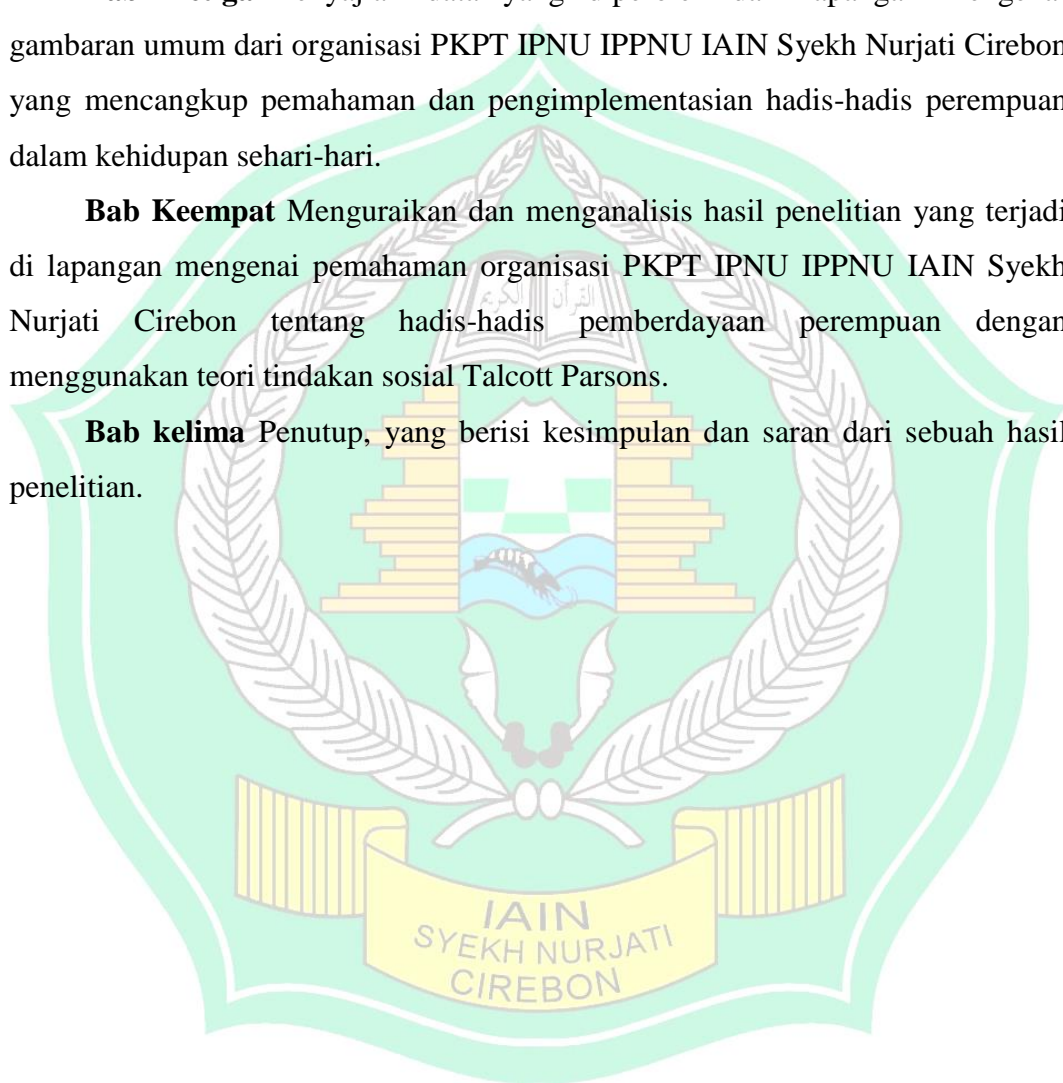 gambaran umum dari organisasi PKPT IPNU IPPNU IAIN Syekh Nurjati Cirebon
yang mencangkup pemahaman dan pengimplementasian hadis-hadis perempuan
dalam kehidupan sehari-hari.
Bab Keempat Menguraikan dan menganalisis hasil penelitian yang terjadi
di lapangan mengenai pemahaman organisasi PKPT IPNU IPPNU IAIN Syekh
Nurjati Cirebon tentang hadis-hadis pemberdayaan perempuan dengan
menggunakan teori tindakan sosial Talcott Parsons.
Bab kelima Penutup, yang berisi kesimpulan dan saran dari sebuah hasil
penelitian.
القرآن الكريم
IAIN
SYEKH NURJATI
CIREBON